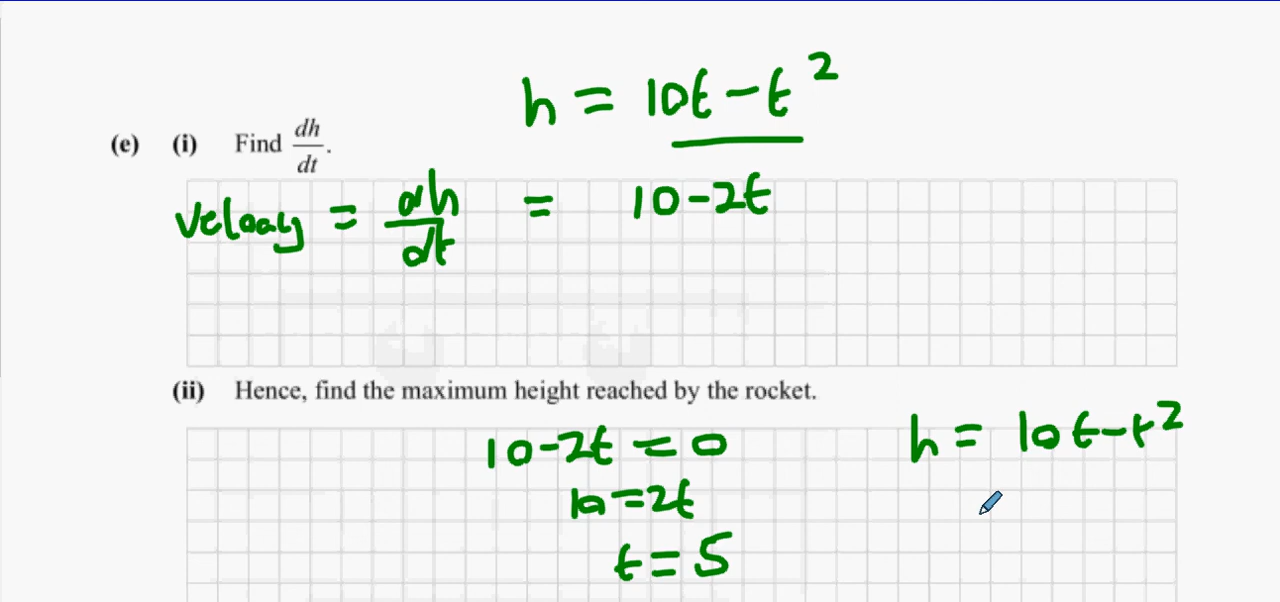 h = 10t - t²
(e) (i) Find dh/dt.
Velocity = dh/dt = 10 - 2t
(ii) Hence, find the maximum height reached by the rocket.
10 - 2t = 0
h = 10t - t²
10 = 2t
t = 5